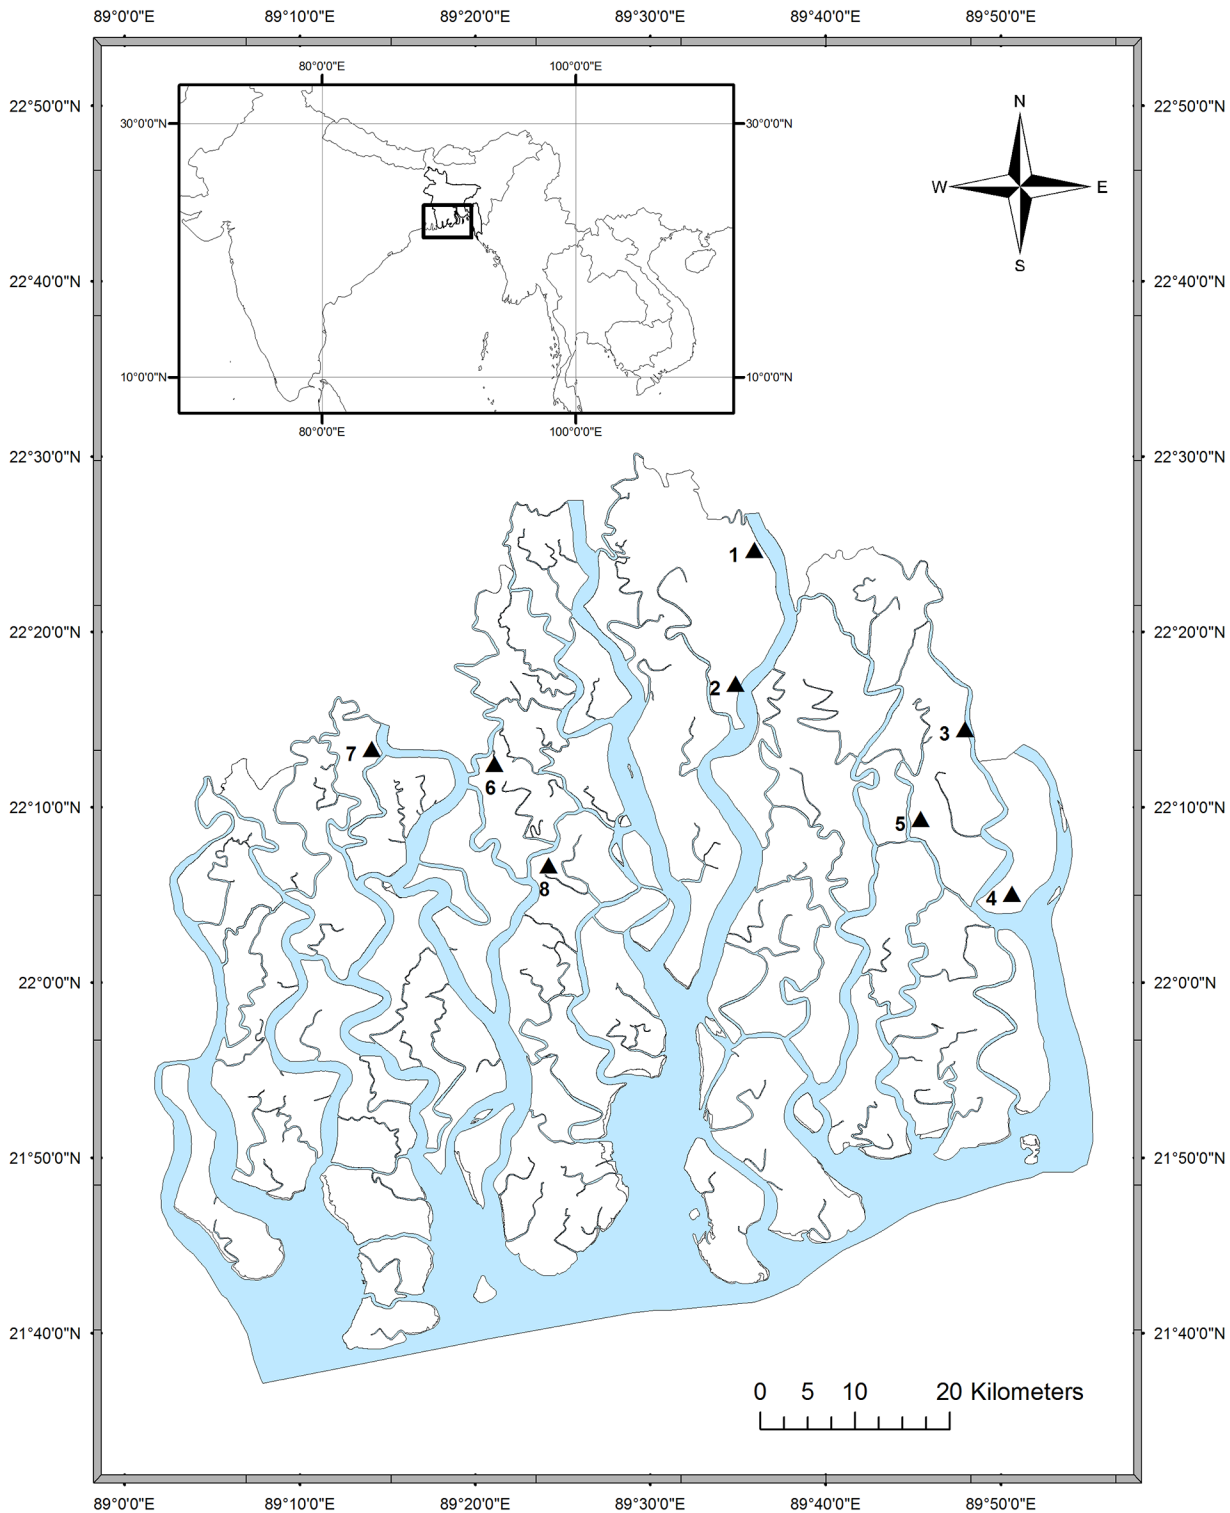 89°0'0"E 89°10'0"E 89°20'0"E 89°30'0"E 89°40'0"E 89°50'0"E
80°0'0"E 100°0'0"E
22°50'0"N 22°50'0"N
N
30°0'0"N 30°0'0"N
W E
S
22°40'0"N 22°40'0"N
10°0'0"N 10°0'0"N
80°0'0"E 100°0'0"E
22°30'0"N 22°30'0"N
1
22°20'0"N 22°20'0"N
2
3
7
6
22°10'0"N 22°10'0"N
5
8
4
22°0'0"N 22°0'0"N
21°50'0"N 21°50'0"N
21°40'0"N 21°40'0"N
0 5 10 20 Kilometers
89°0'0"E 89°10'0"E 89°20'0"E 89°30'0"E 89°40'0"E 89°50'0"E